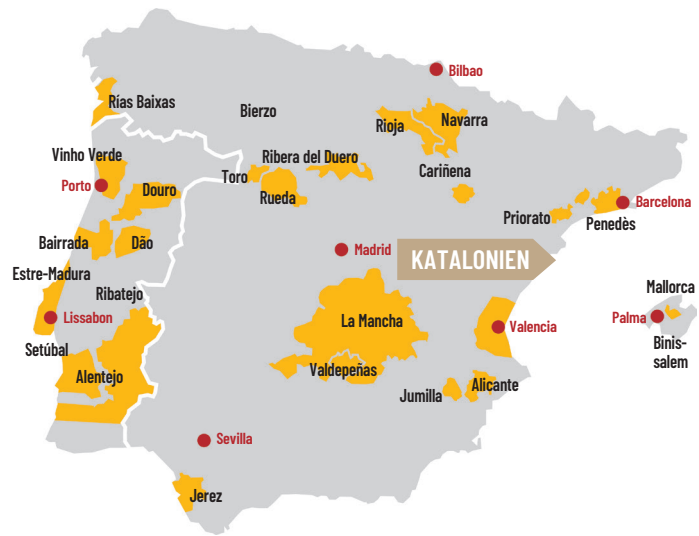 Bilbao
Rías Baixas
Bierzo
Rioja
Navarra
Vinho Verde
Ribera del Duero
Cariñena
Toro
Porto
Douro
Rueda
Barcelona
Priorato
Penedès
Bairrada
Dão
Madrid
KATALONIEN
Estre-Madura
Ribatejo
Mallorca
Lissabon
La Mancha
Valencia
Palma
Setúbal
Binis-
salem
Valdepeñas
Alentejo
Jumilla
Alicante
Sevilla
Jerez